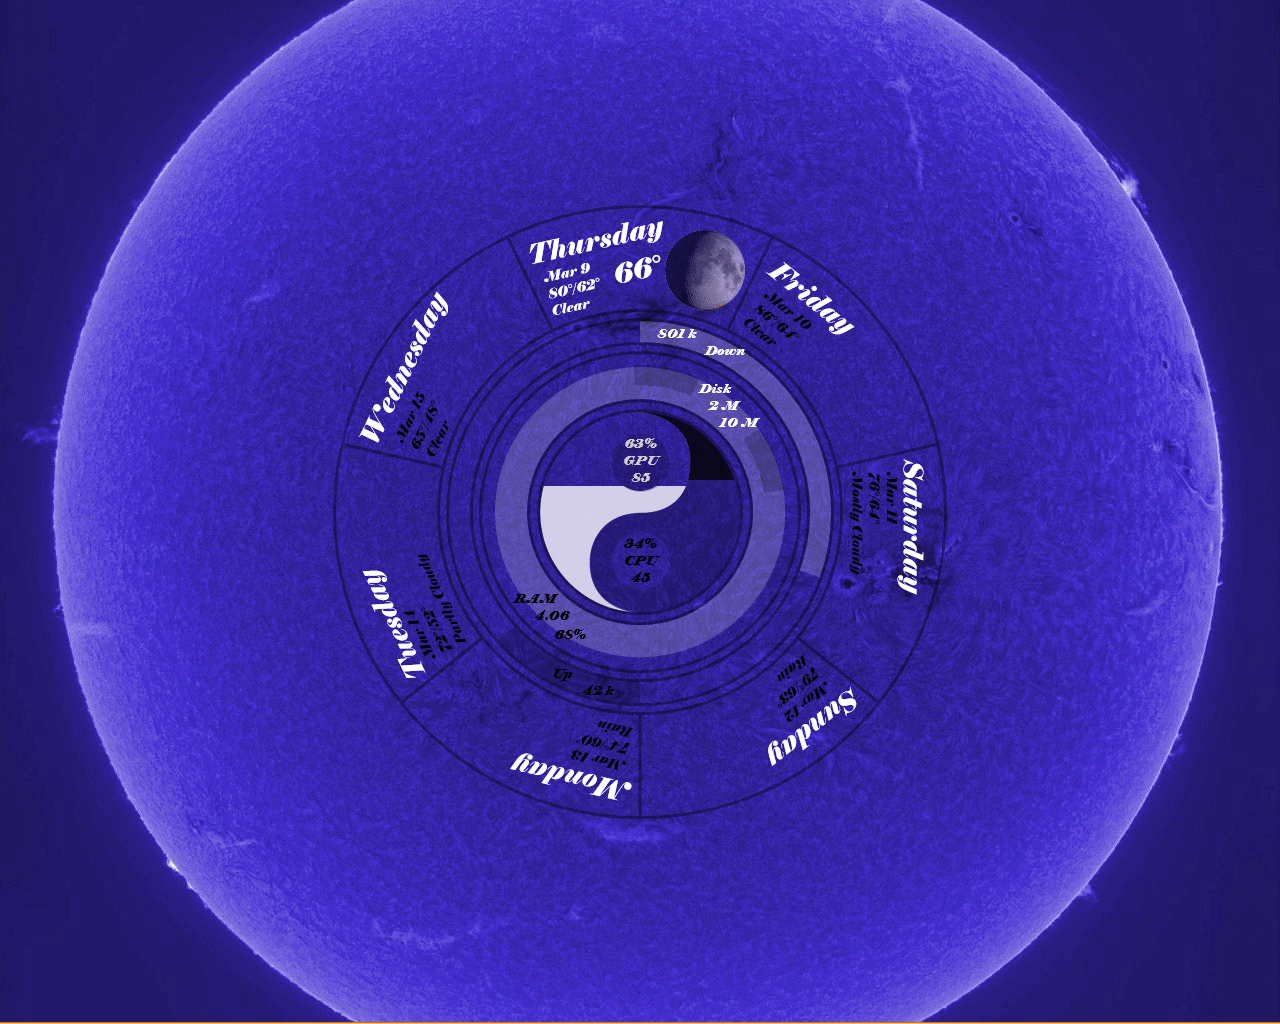 Thursday
Mar 9
80°/62°
Clear
66°
Friday
Mar 10
86°/64°
Clear
Saturday
Mar 11
76°/64°
Mostly Cloudy
Sunday
Mar 12
79°/63°
Rain
Monday
Mar 13
74°/60°
Rain
Tuesday
Mar 14
72°/52°
Partly Cloudy
Wednesday
Mar 15
65°/48°
Clear
801 k
Down
Disk
2 M
10 M
63%
GPU
85
34%
CPU
45
RAM
4.06
68%
Up
42 k